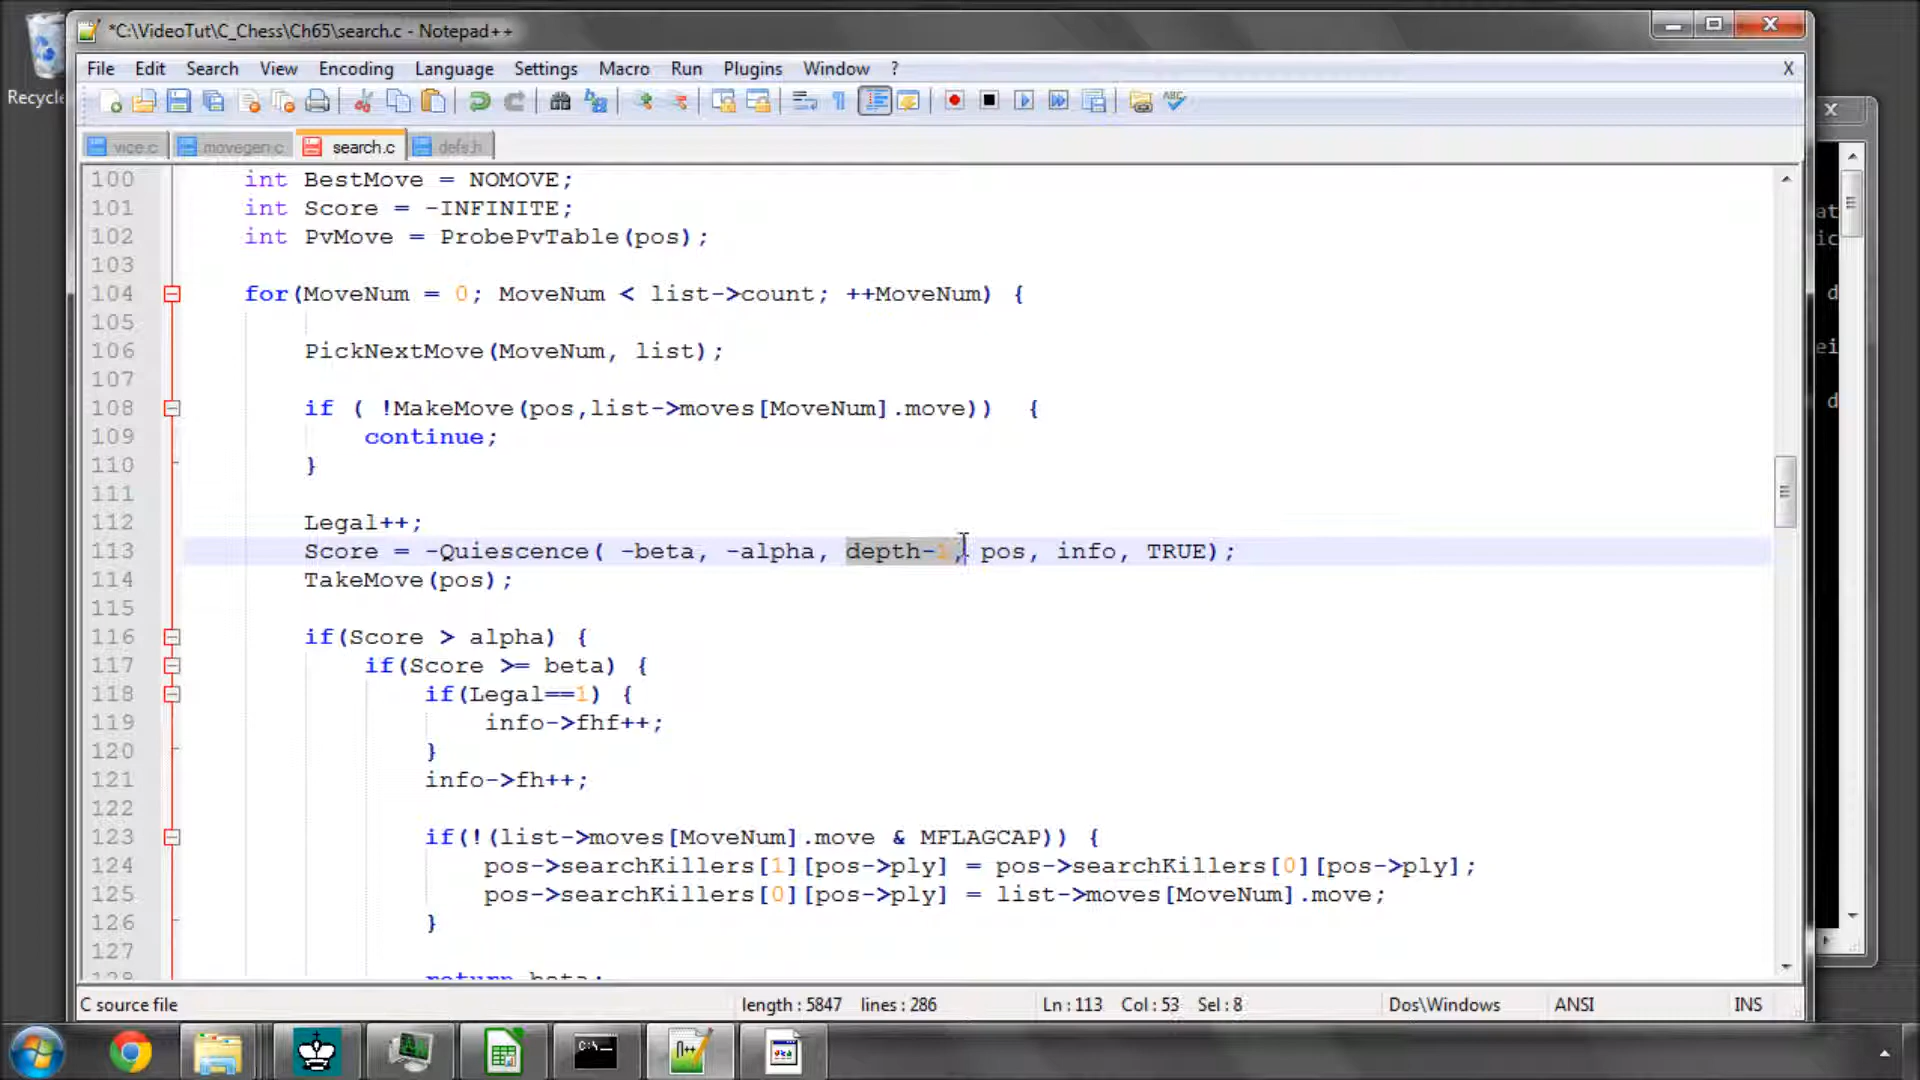 *C:\VideoTut\C_Chess\Ch65\search.c - Notepad++
Recycle
File Edit Search View Encoding Language Settings Macro Run Plugins Window ? X
vice.c movegen.c search.c defs.h
100 int BestMove = NOMOVE;
101 int Score = -INFINITE;
102 int PvMove = ProbePvTable(pos);
103
104 for(MoveNum = 0; MoveNum < list->count; ++MoveNum) {
105
106 PickNextMove(MoveNum, list);
107
108 if ( !MakeMove(pos,list->moves[MoveNum].move)) {
109 continue;
110 }
111
112 Legal++;
113 Score = -Quiescence( -beta, -alpha, depth-1, pos, info, TRUE);
114 TakeMove(pos);
115
116 if(Score > alpha) {
117 if(Score >= beta) {
118 if(Legal==1) {
119 info->fhf++;
120 }
121 info->fh++;
122
123 if(!(list->moves[MoveNum].move & MFLAGCAP)) {
124 pos->searchKillers[1][pos->ply] = pos->searchKillers[0][pos->ply];
125 pos->searchKillers[0][pos->ply] = list->moves[MoveNum].move;
126 }
127
128 return beta;
C source file length : 5847 lines : 286 Ln : 113 Col : 53 Sel : 8 Dos\Windows ANSI INS